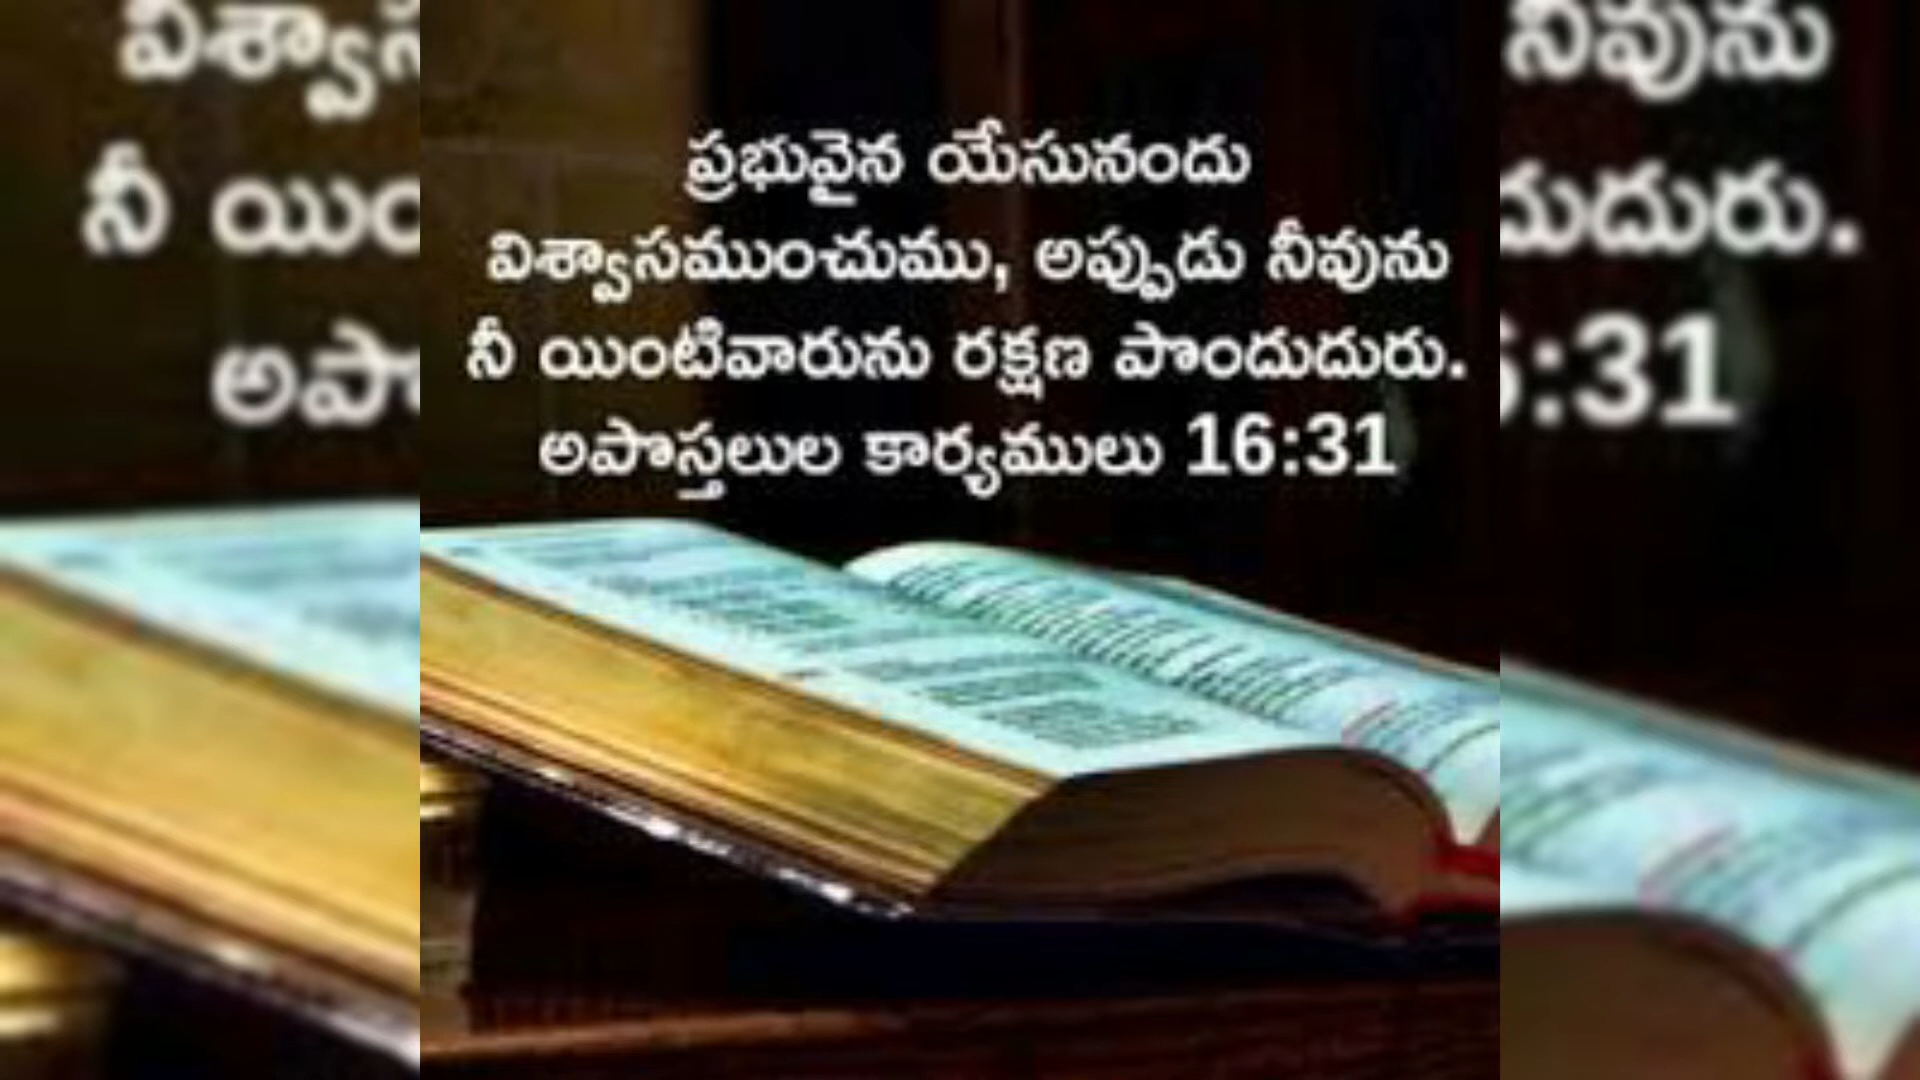 ప్రభువైన యేసునందు
విశ్వాసముంచుము, అప్పుడు నీవును
నీ యింటివారును రక్షణ పొందుదురు.
అపొస్తలుల కార్యములు 16:31